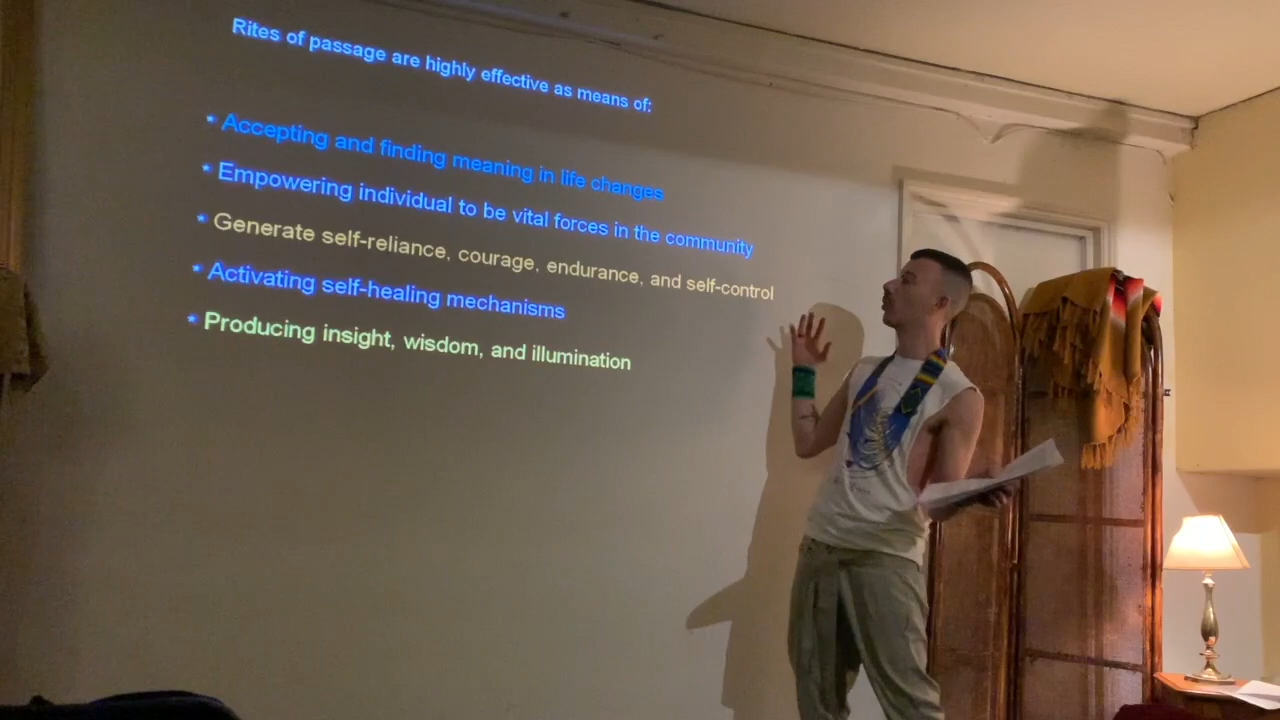 Rites of passage are highly effective as means of:
* Accepting and finding meaning in life changes
* Empowering individual to be vital forces in the community
* Generate self-reliance, courage, endurance, and self-control
* Activating self-healing mechanisms
* Producing insight, wisdom, and illumination